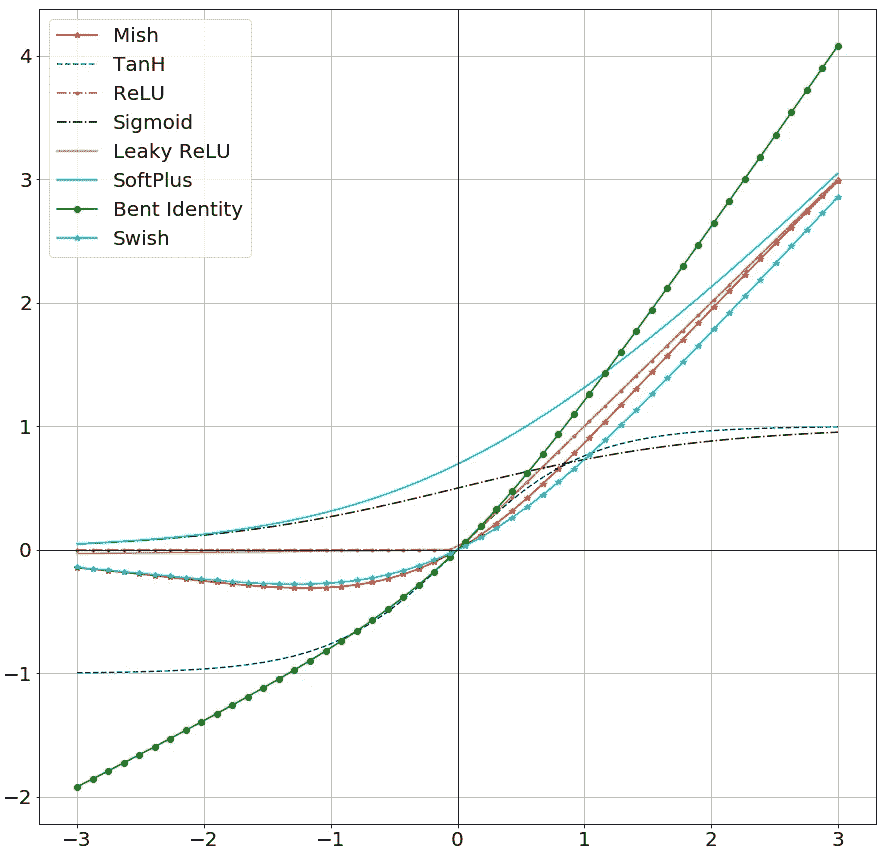 Mish
TanH
ReLU
Sigmoid
Leaky ReLU
SoftPlus
Bent Identity
Swish
4
3
2
1
0
−1
−2
−3 −2 −1 0 1 2 3